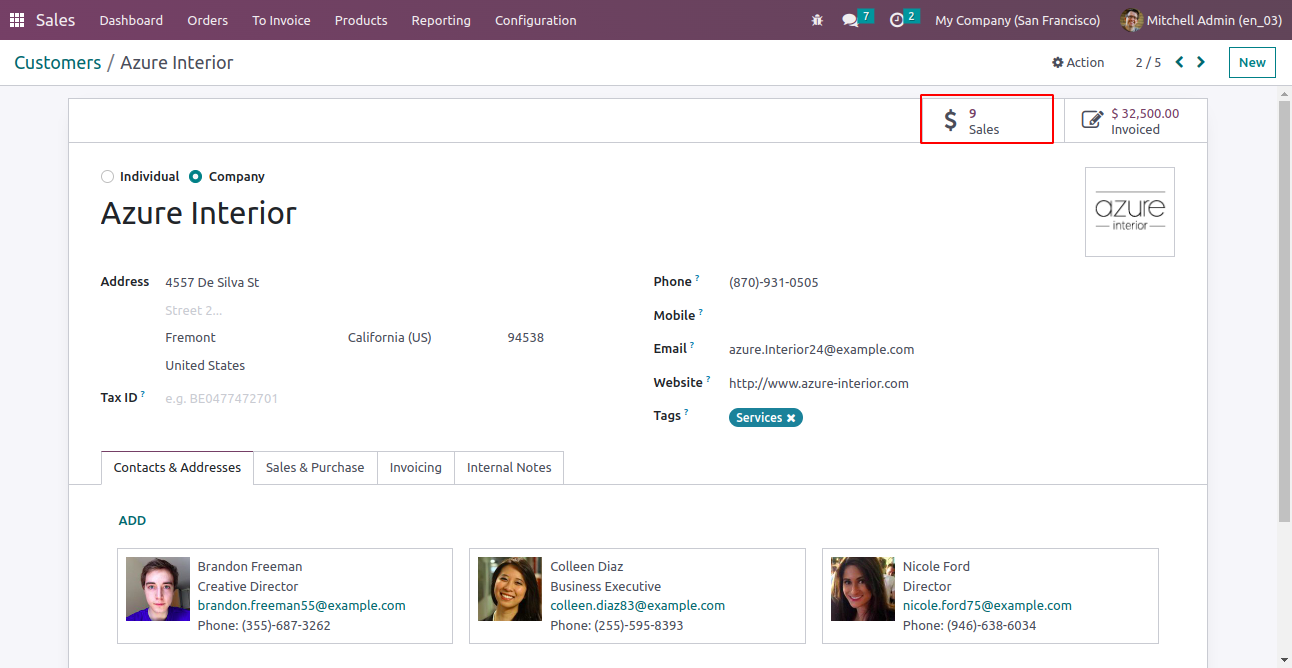 Sales Dashboard Orders To Invoice Products Reporting Configuration 7 2 My Company (San Francisco) Mitchell Admin (en_03)
Customers / Azure Interior Action 2 / 5 New
$ 9 Sales
$ 32,500.00 Invoiced
Individual Company
Azure Interior
azure
interior
Address 4557 De Silva St
Street 2...
Fremont California (US) 94538
United States
Tax ID ? e.g. BE0477472701
Phone ? (870)-931-0505
Mobile ?
Email ? azure.Interior24@example.com
Website ? http://www.azure-interior.com
Tags ? Services ×
Contacts & Addresses Sales & Purchase Invoicing Internal Notes
ADD
Brandon Freeman
Creative Director
brandon.freeman55@example.com
Phone: (355)-687-3262
Colleen Diaz
Business Executive
colleen.diaz83@example.com
Phone: (255)-595-8393
Nicole Ford
Director
nicole.ford75@example.com
Phone: (946)-638-6034